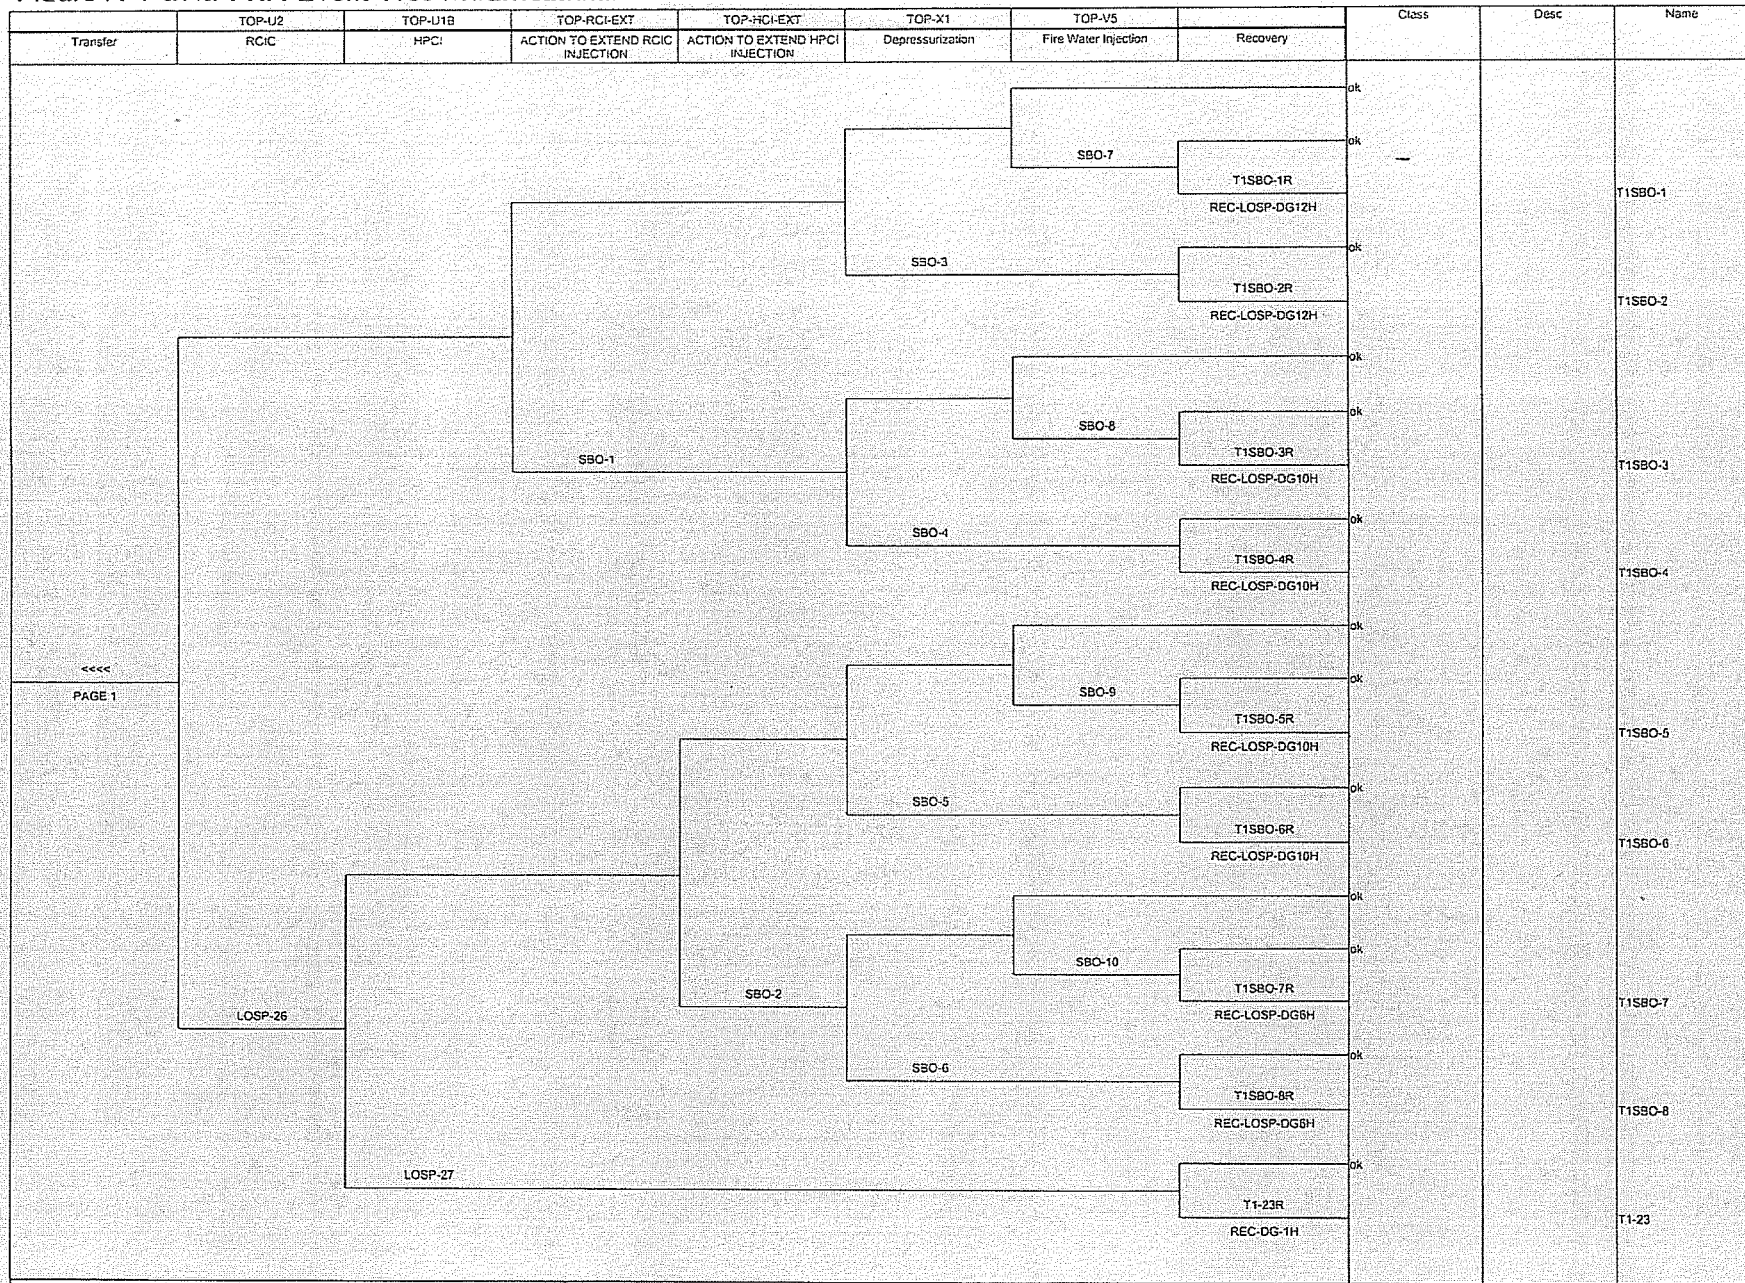 TOP-U2 TOP-U1B TOP-RCI-EXT TOP-HCI-EXT TOP-X1 TOP-V5 Class Desc Name
Transfer RCIC HPCI ACTION TO EXTEND RCIC ACTION TO EXTEND HPCI Depressurization Fire Water Injection Recovery
INJECTION INJECTION
ok
ok
SBO-7
T1SBO-1R
T1SBO-1
REC-LOSP-DG12H
ok
SBO-3
T1SBO-2R
T1SBO-2
REC-LOSP-DG12H
ok
ok
SBO-8
T1SBO-3R
SBO-1
T1SBO-3
REC-LOSP-DG10H
ok
SBO-4
T1SBO-4R
T1SBO-4
REC-LOSP-DG10H
ok
<<<<
ok
PAGE 1
SBO-9
T1SBO-5R
T1SBO-5
REC-LOSP-DG10H
ok
SBO-5
T1SBO-6R
T1SBO-6
REC-LOSP-DG10H
ok
ok
SBO-10
T1SBO-7R
SBO-2
T1SBO-7
LOSP-26
REC-LOSP-DG6H
ok
SBO-6
T1SBO-8R
T1SBO-8
REC-LOSP-DG6H
ok
LOSP-27
T1-23R
T1-23
REC-DG-1H